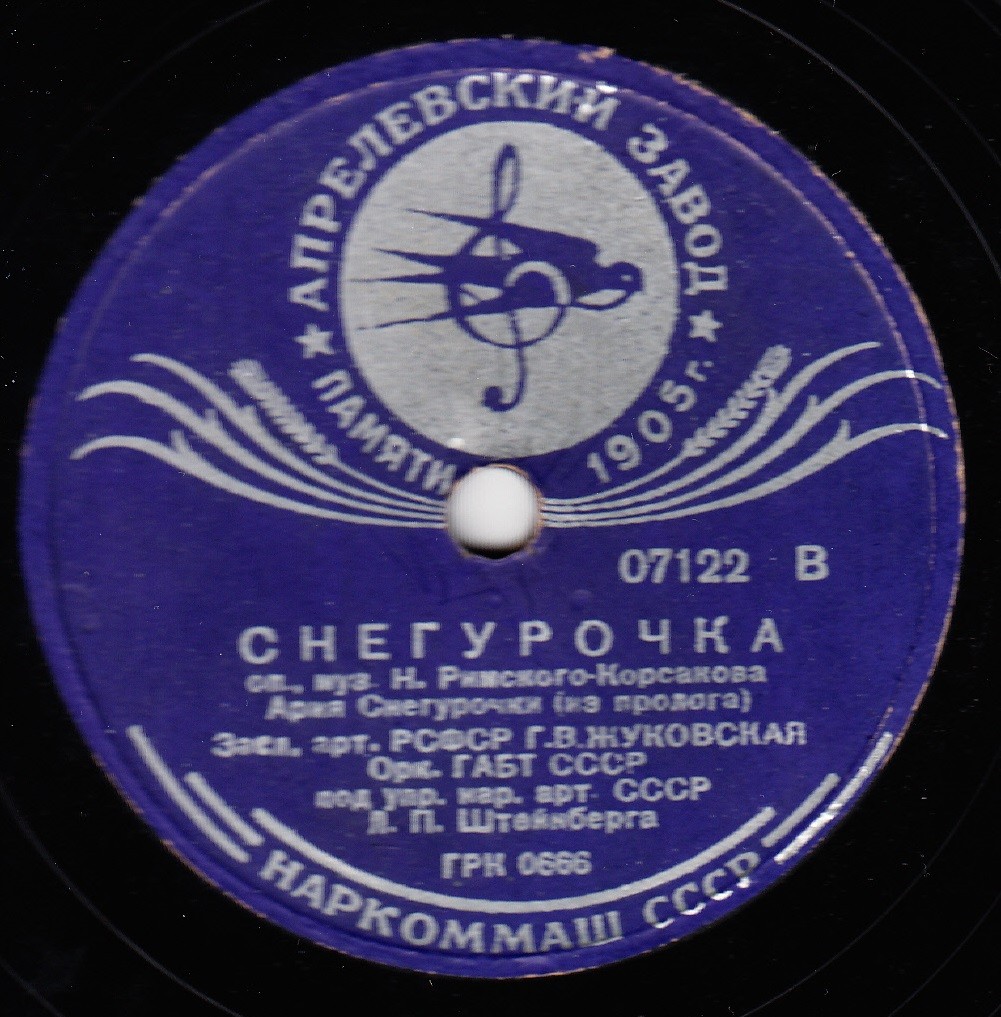 АПРЕЛЕВСКИЙ ЗАВОД
ПАМЯТИ 1905 г.
07122 В
СНЕГУРОЧКА
оп., муз. Н. Римского-Корсакова
Ария Снегурочки (из пролога)
Засл. арт. РСФСР Г.В.ЖУКОВСКАЯ
Орк. ГАБТ СССР
под упр. нар. арт. СССР
Л. П. Штейнберга
ГРК 0666
НАРКОММАШ СССР